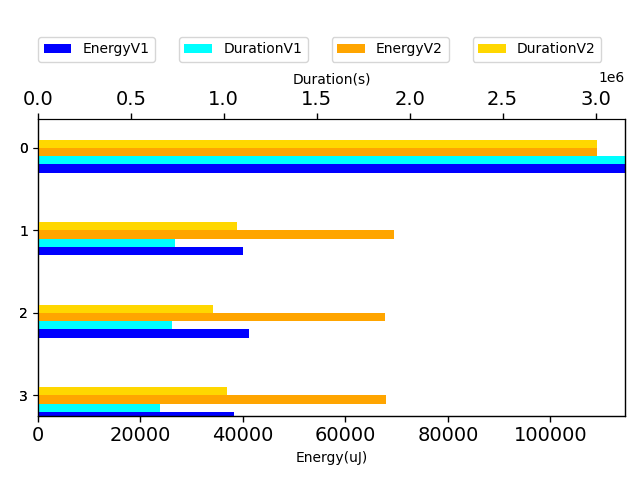 EnergyV1 DurationV1 EnergyV2 DurationV2
Duration(s)
1e6
0.0 0.5 1.0 1.5 2.0 2.5 3.0
0
1
2
3
0 20000 40000 60000 80000 100000
Energy(uJ)